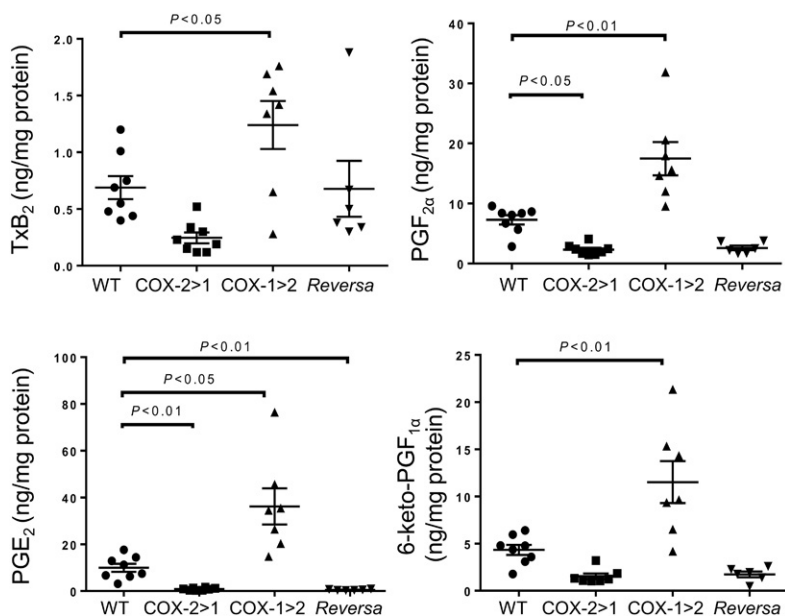 P<0.05
TxB₂ (ng/mg protein)
2.0
1.5
1.0
0.5
0.0
WT COX-2>1 COX-1>2 Reversa
P<0.01
P<0.05
PGF₂α (ng/mg protein)
40
30
20
10
0
WT COX-2>1 COX-1>2 Reversa
P<0.01
P<0.05
P<0.01
PGE₂ (ng/mg protein)
100
80
60
40
20
0
WT COX-2>1 COX-1>2 Reversa
P<0.01
6-keto-PGF₁α
(ng/mg protein)
25
20
15
10
5
0
WT COX-2>1 COX-1>2 Reversa